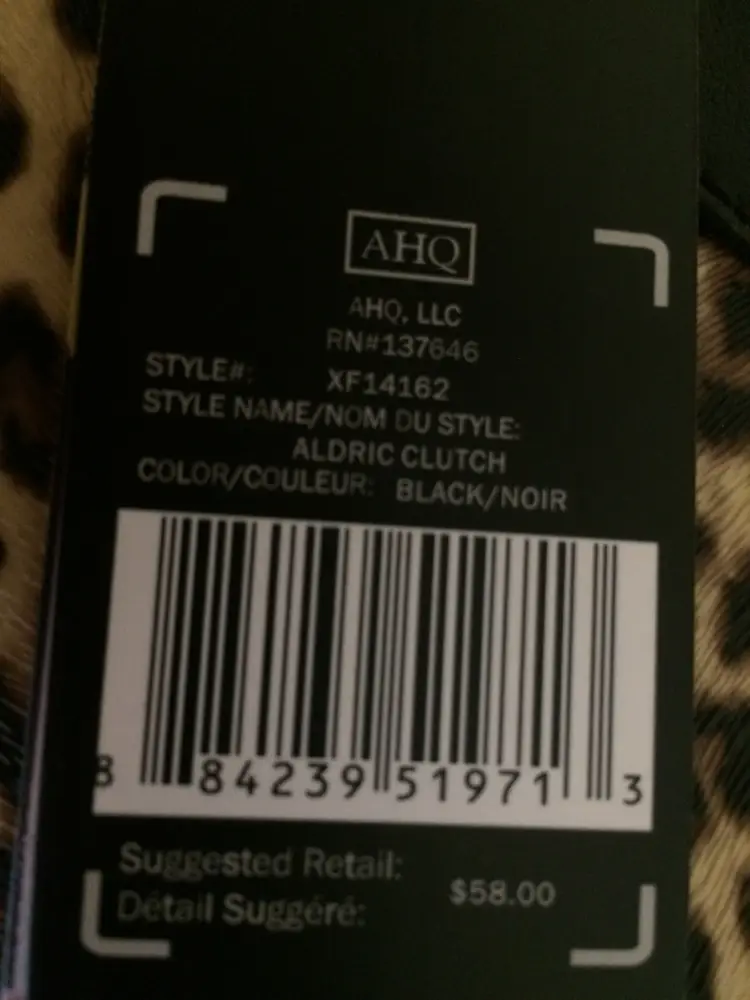 AHQ
AHQ, LLC
RN#137646
STYLE#: XF14162
STYLE NAME/NOM DU STYLE:
ALDRIC CLUTCH
COLOR/COULEUR: BLACK/NOIR
8 84239 51971 3
Suggested Retail:
$58.00
Détail Suggéré: